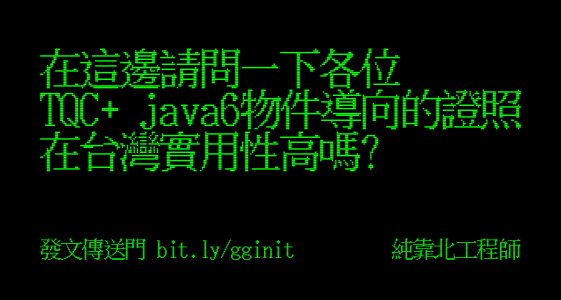 在這邊請問一下各位
TQC+ java6物件導向的證照
在台灣實用性高嗎?
發文傳送門 bit.ly/gginit
純靠北工程師